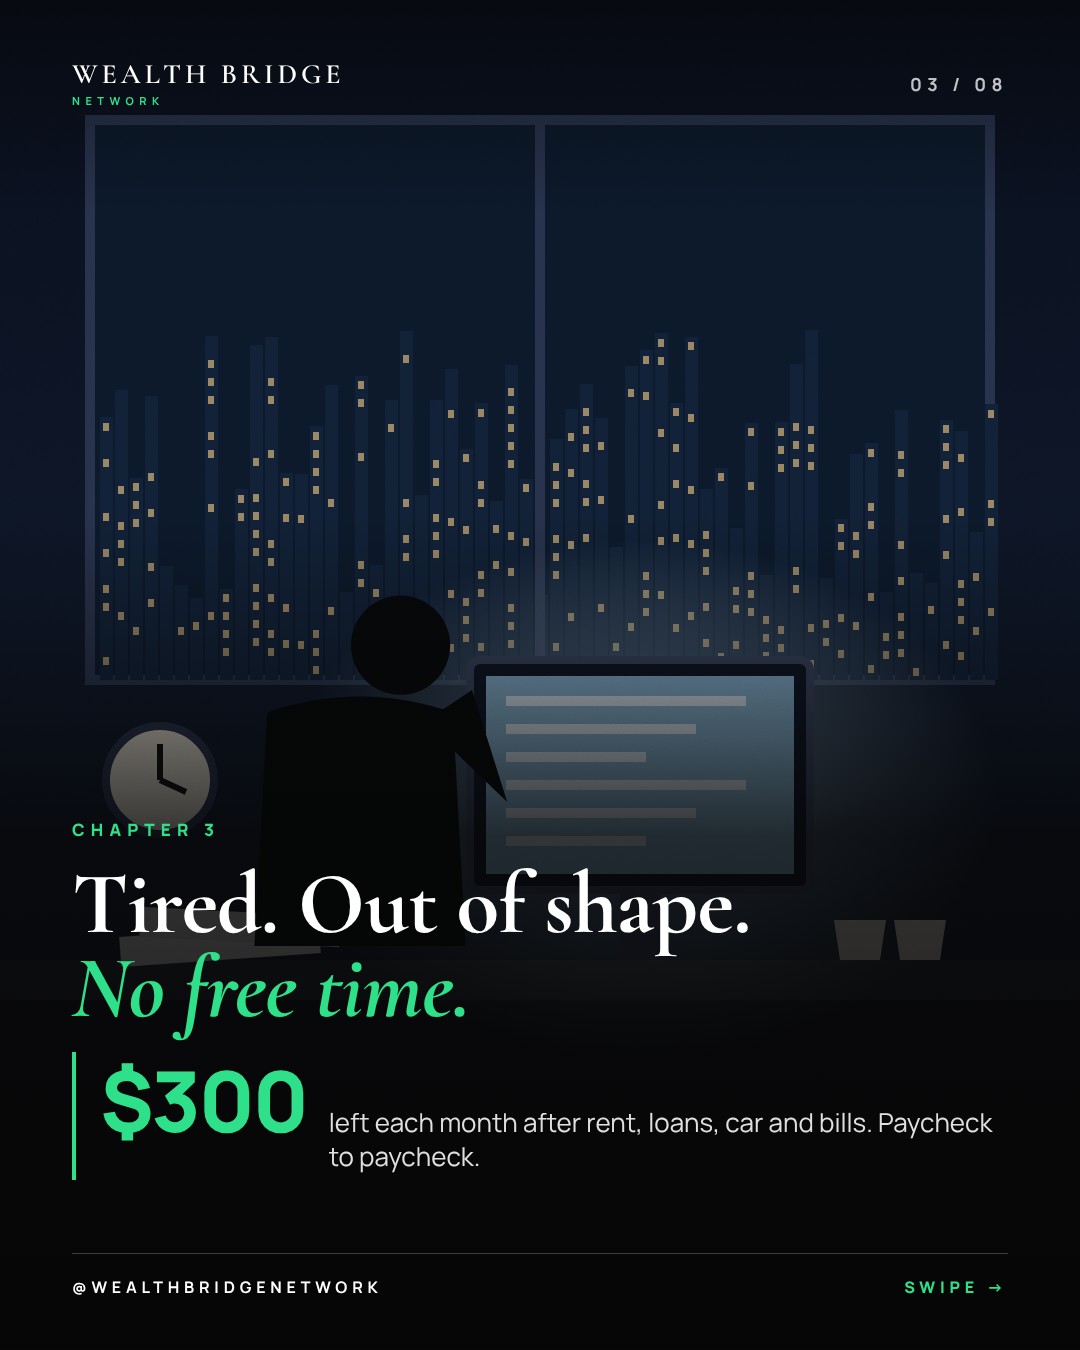 WEALTH BRIDGE
NETWORK
03 / 08
CHAPTER 3
Tired. Out of shape.
No free time.
$300
left each month after rent, loans, car and bills. Paycheck
to paycheck.
@WEALTHBRIDGENETWORK
SWIPE →